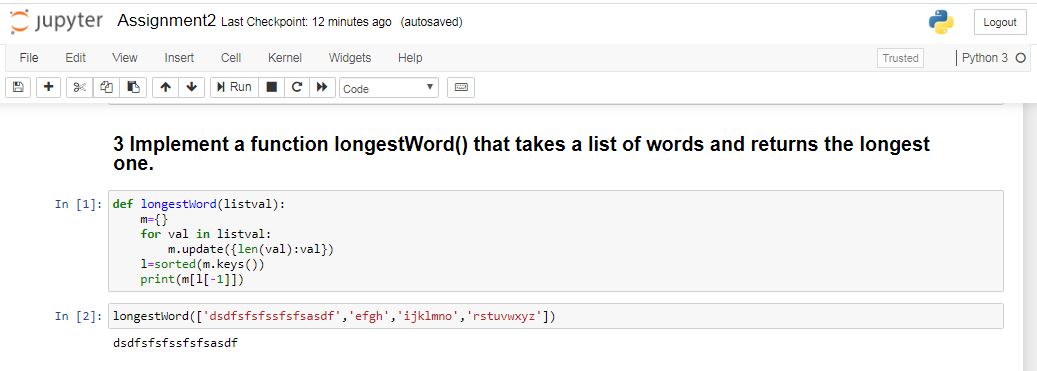 jupyter Assignment2 Last Checkpoint: 12 minutes ago (autosaved) Logout
File Edit View Insert Cell Kernel Widgets Help Trusted Python 3
Run Code
3 Implement a function longestWord() that takes a list of words and returns the longest
one.
In [1]: def longestWord(listval):
m={}
for val in listval:
m.update({len(val):val})
l=sorted(m.keys())
print(m[l[-1]])
In [2]: longestWord(['dsdfsfsfssfsfsasdf','efgh','ijklmno','rstuvwxyz'])
dsdfsfsfssfsfsasdf